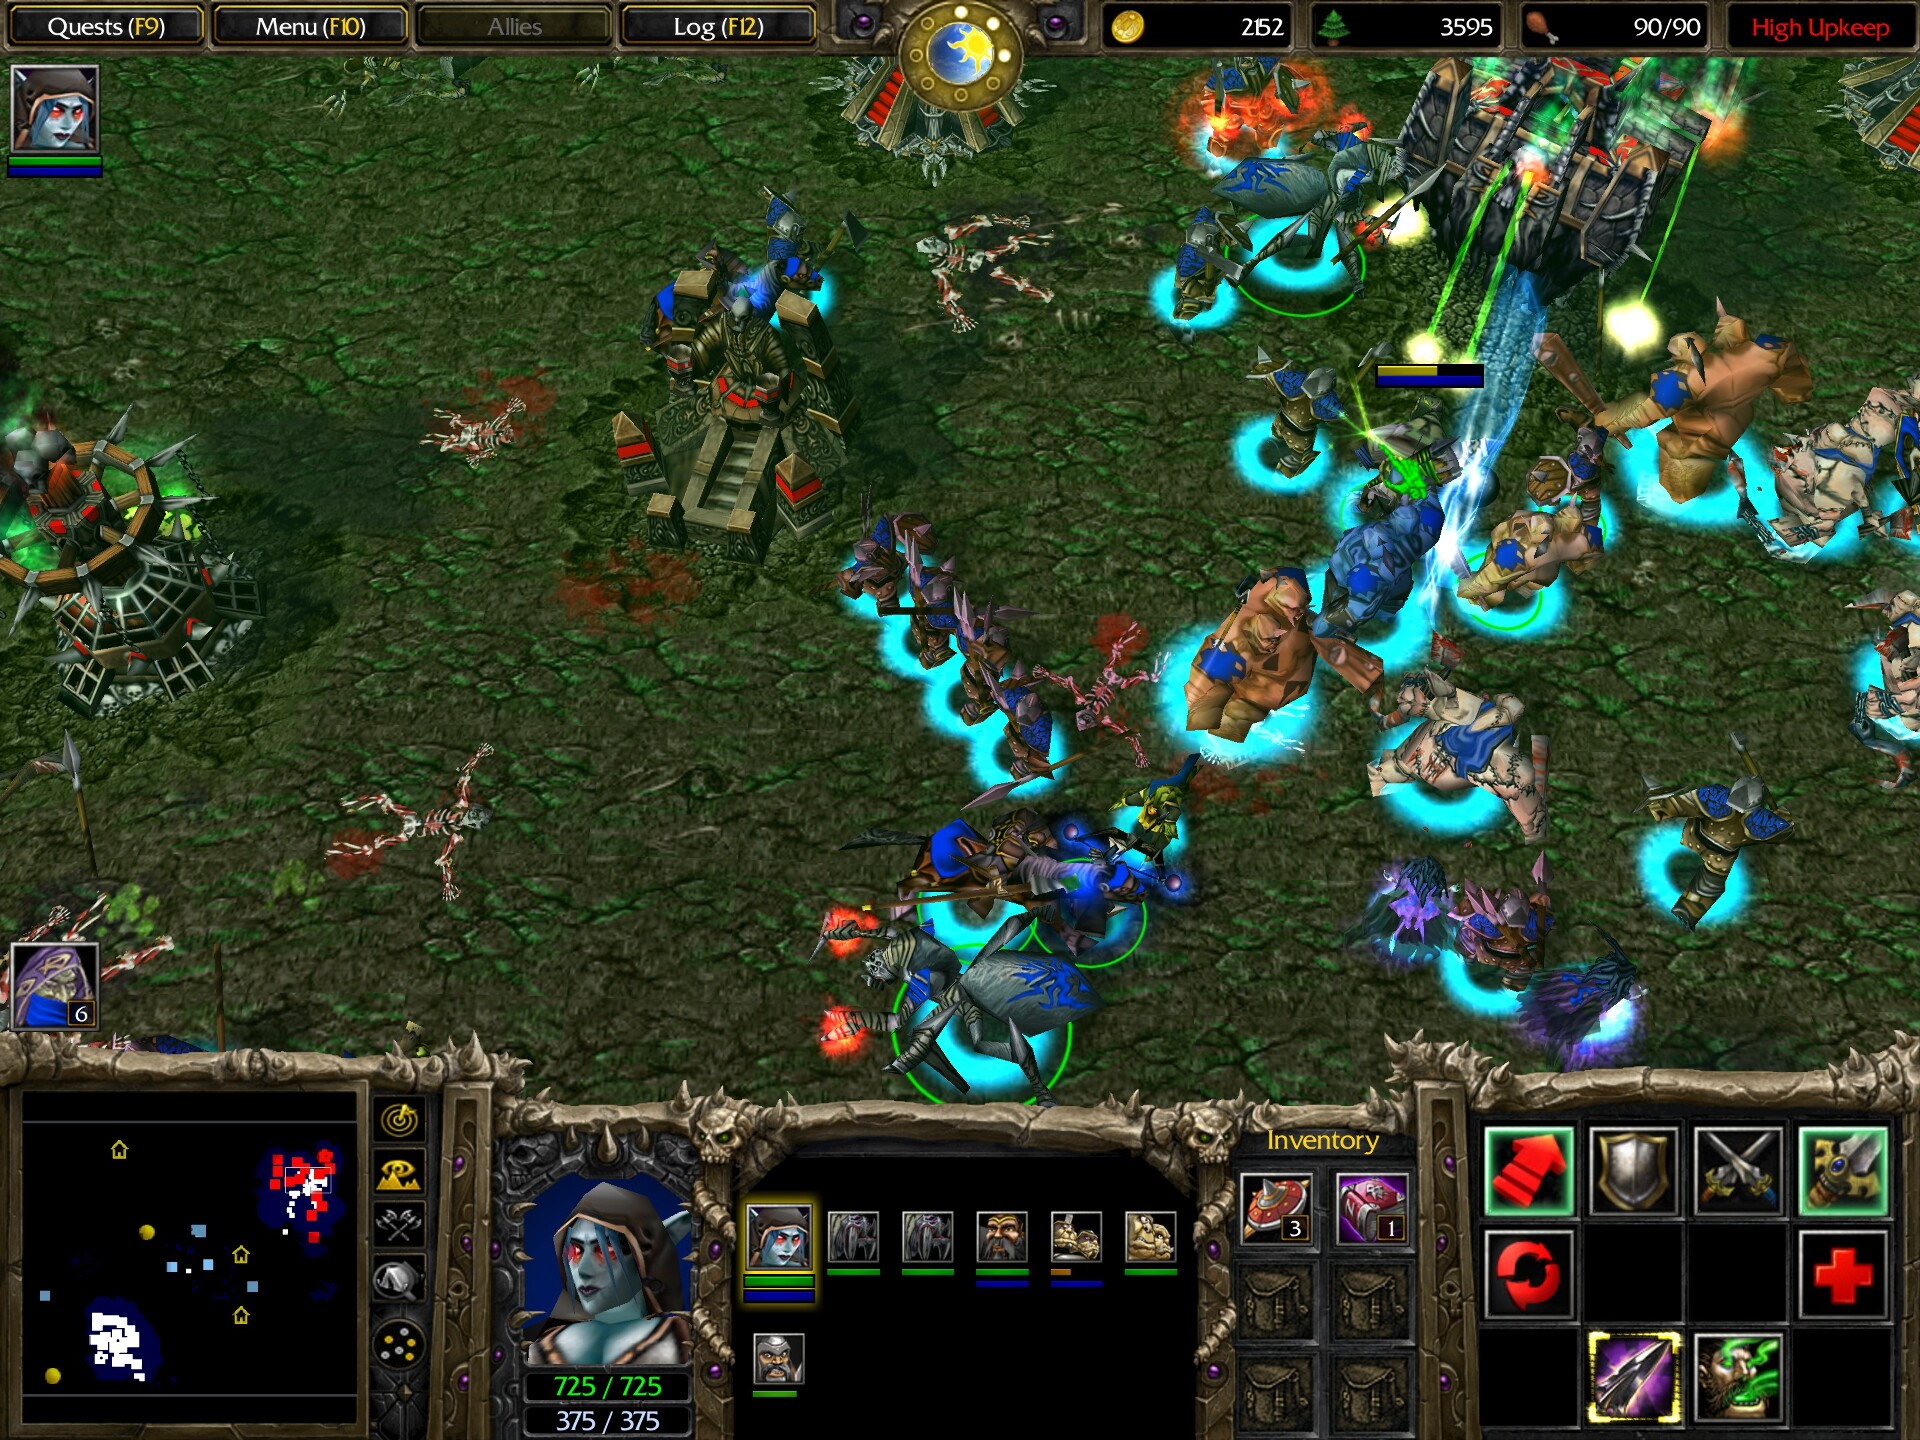 Quests (F9)
Menu (F10)
Allies
Log (F12)
2152
3595
90/90
High Upkeep
6
Inventory
3
1
725 / 725
375 / 375